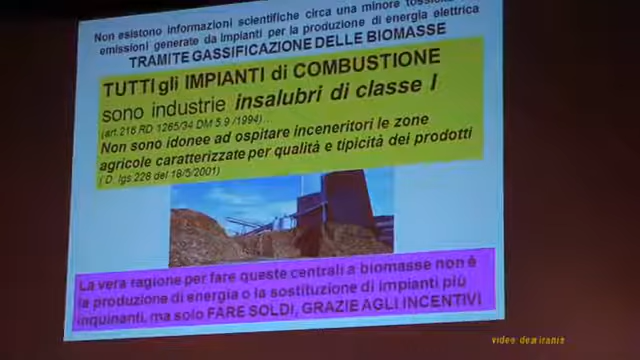 Non esistono informazioni scientifiche circa una minore
emissioni generate da impianti per la produzione di energia elettrica
TRAMITE GASSIFICAZIONE DELLE BIOMASSE
TUTTI gli IMPIANTI di COMBUSTIONE
sono industrie insalubri di classe I
(art.216 RD 1265/34 DM 5.9 /1994)...
Non sono idonee ad ospitare inceneritori le zone
agricole caratterizzate per qualità e tipicità dei prodotti
( D. lgs 228 del 18/5/2001)
La vera ragione per fare queste centrali a biomasse non è
la produzione di energia o la sostituzione di impianti più
inquinanti, ma solo FARE SOLDI, GRAZIE AGLI INCENTIVI
video